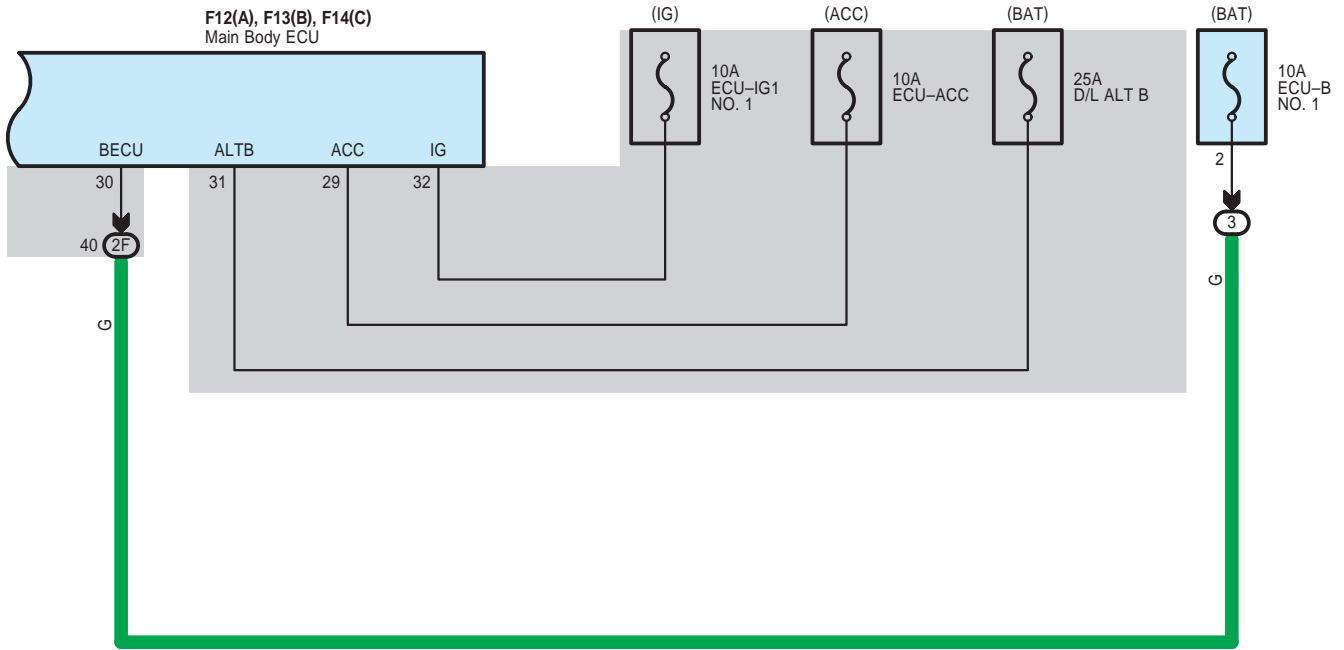 F12(A), F13(B), F14(C)
Main Body ECU
(IG)
(ACC)
(BAT)
(BAT)
10A
ECU–IG1
NO. 1
10A
ECU–ACC
25A
D/L ALT B
10A
ECU–B
NO. 1
BECU
ALTB
ACC
IG
30
31
29
32
2
40
2F
3
G
G